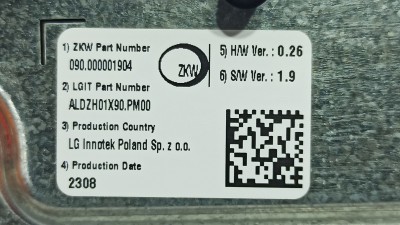 1) ZKW Part Number
090.000001904
ZKW
2) LGIT Part Number
ALDZH01X90.PM00
3) Production Country
LG Innotek Poland Sp. z o.o.
4) Production Date
2308
5) H/W Ver. : 0.26
6) S/W Ver. : 1.9